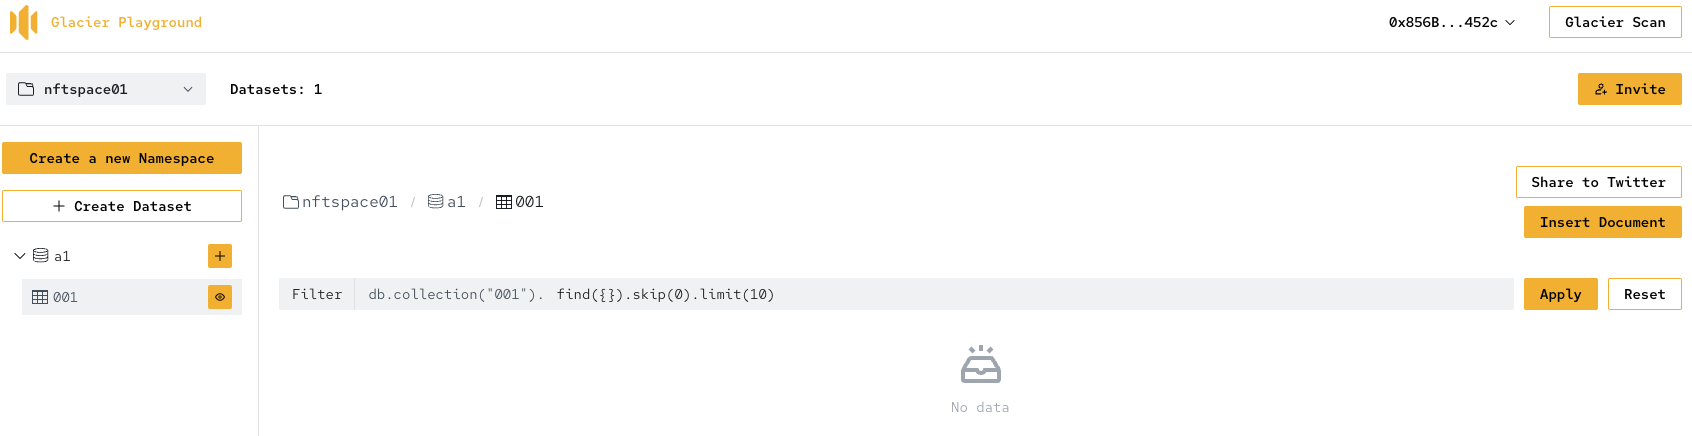 Glacier Playground
0x856B...452c
Glacier Scan
nftspace01
Datasets: 1
Invite
Create a new Namespace
+ Create Dataset
a1
001
nftspace01 / a1 / 001
Share to Twitter
Insert Document
Filter db.collection("001"). find({}).skip(0).limit(10)
Apply
Reset
No data